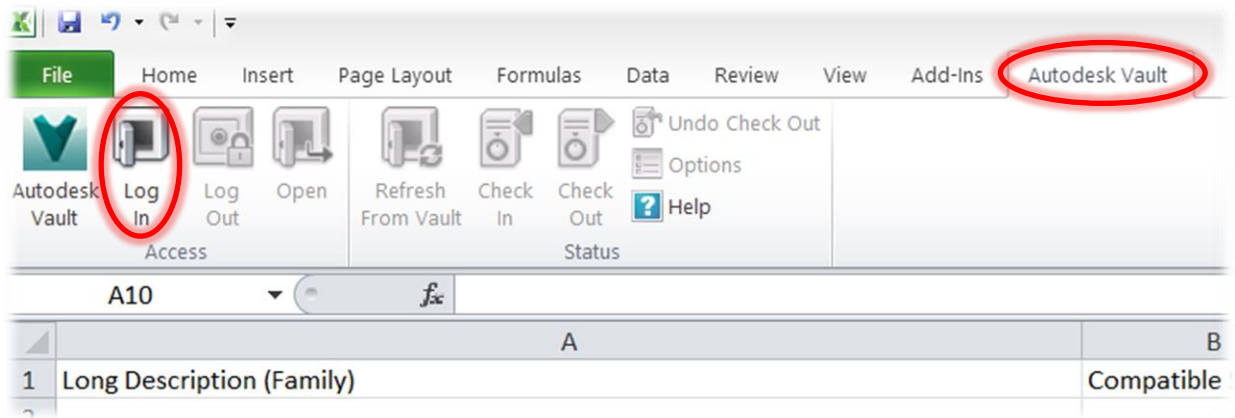 File Home Insert Page Layout Formulas Data Review View Add-Ins Autodesk Vault
Autodesk Vault
Log In
Log Out
Open
Refresh From Vault
Check In
Check Out
Undo Check Out
Options
Help
Access Status
A10 fx
A B
1 Long Description (Family) Compatible
2